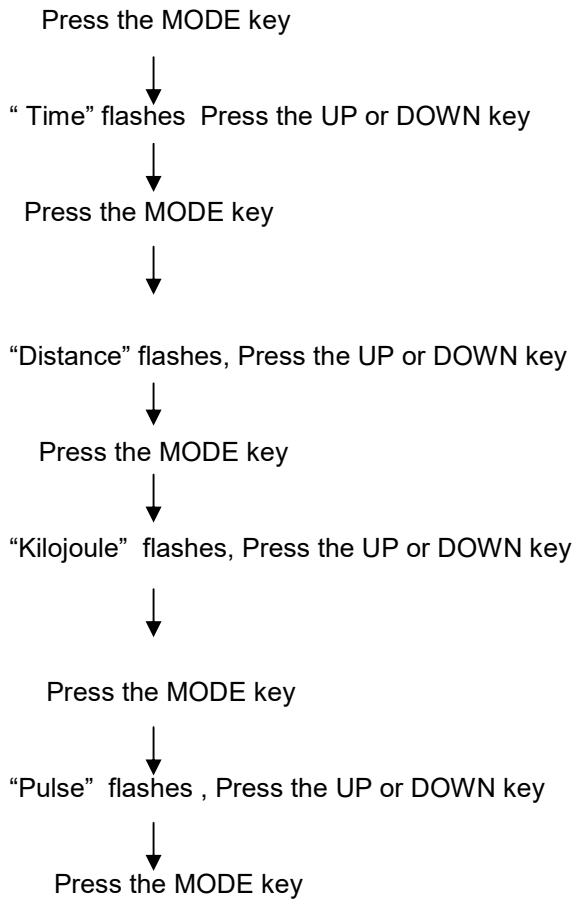 Press the MODE key
“ Time” flashes  Press the UP or DOWN key
Press the MODE key
“Distance” flashes, Press the UP or DOWN key
Press the MODE key
“Kilojoule”  flashes, Press the UP or DOWN key
Press the MODE key
“Pulse”  flashes , Press the UP or DOWN key
Press the MODE key